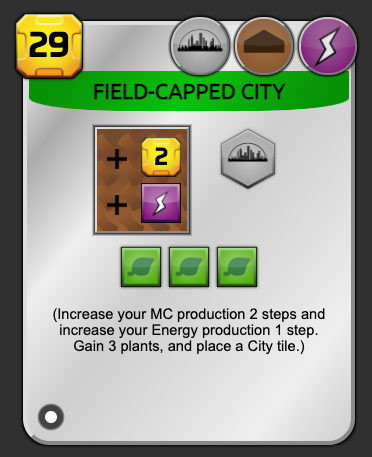 29
FIELD-CAPPED CITY
+ 2
+
(Increase your MC production 2 steps and
increase your Energy production 1 step.
Gain 3 plants, and place a City tile.)